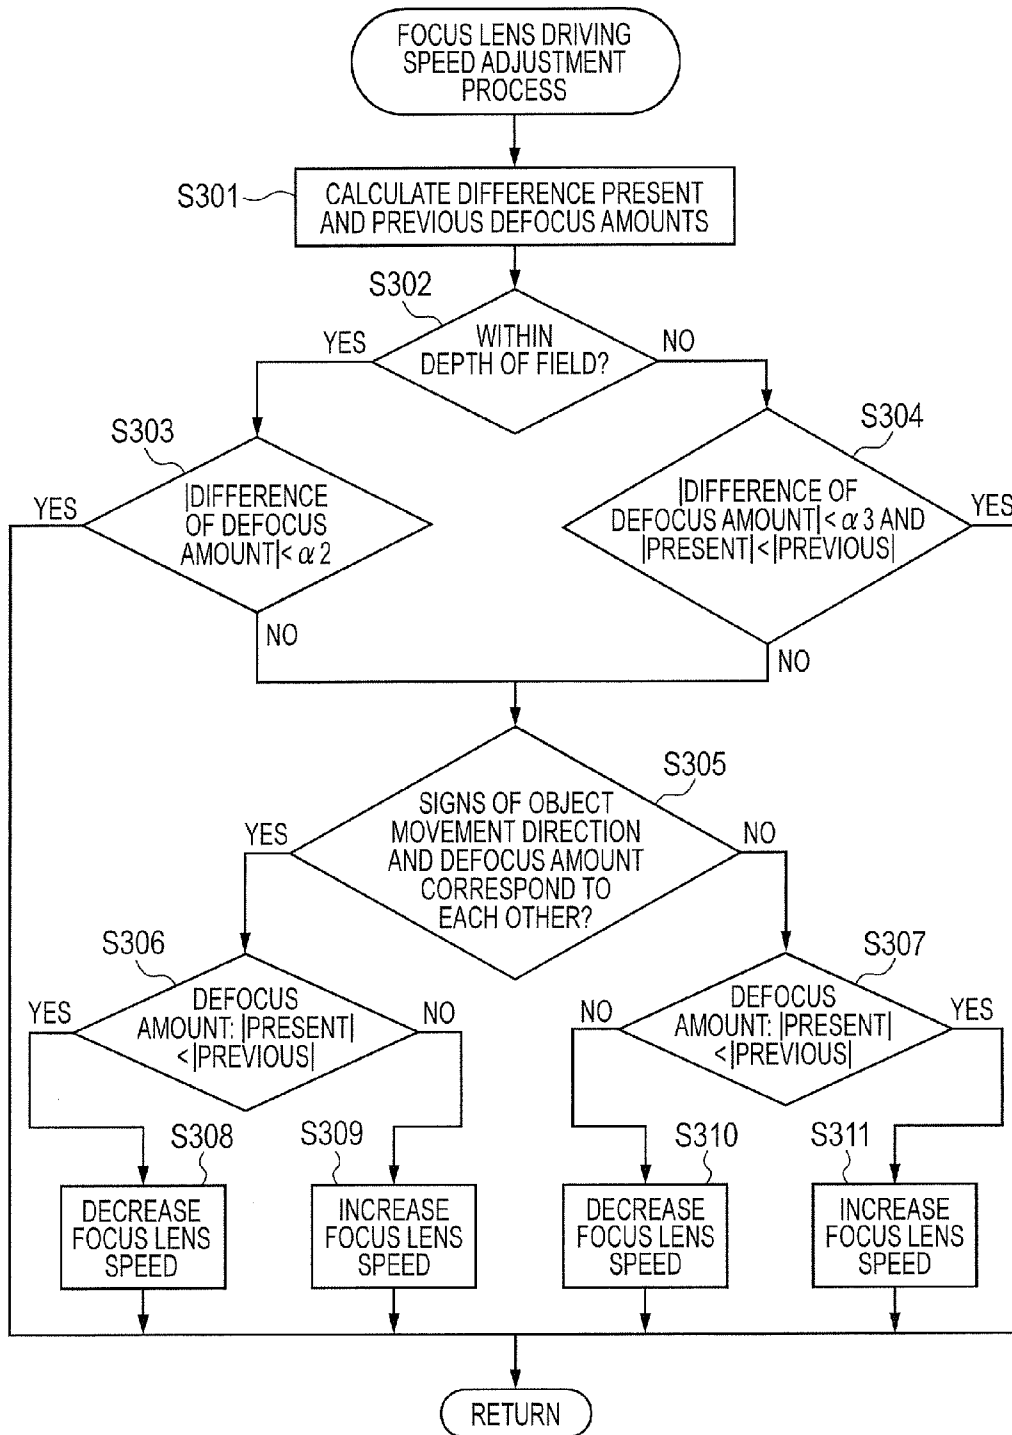 FOCUS LENS DRIVING
SPEED ADJUSTMENT
PROCESS
S301
CALCULATE DIFFERENCE PRESENT
AND PREVIOUS DEFOCUS AMOUNTS
S302
YES
WITHIN
DEPTH OF FIELD?
NO
S303
YES
|DIFFERENCE
OF DEFOCUS
AMOUNT|< α 2
NO
S304
|DIFFERENCE OF
DEFOCUS AMOUNT|< α 3 AND
|PRESENT|<|PREVIOUS|
YES
NO
S305
YES
SIGNS OF OBJECT
MOVEMENT DIRECTION
AND DEFOCUS AMOUNT
CORRESPOND TO
EACH OTHER?
NO
S306
YES
DEFOCUS
AMOUNT: |PRESENT|
<|PREVIOUS|
NO
S307
NO
DEFOCUS
AMOUNT: |PRESENT|
<|PREVIOUS|
YES
S308
DECREASE
FOCUS LENS
SPEED
S309
INCREASE
FOCUS LENS
SPEED
S310
DECREASE
FOCUS LENS
SPEED
S311
INCREASE
FOCUS LENS
SPEED
RETURN